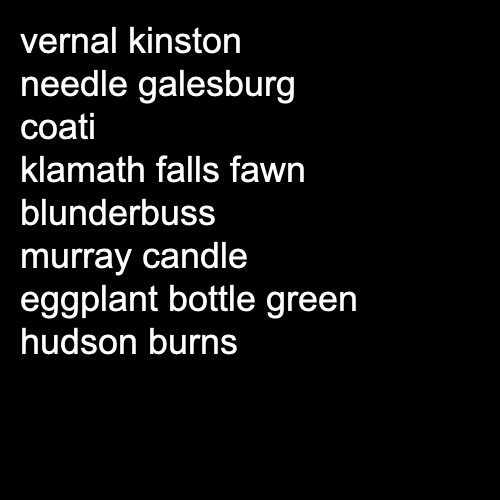 vernal kinston
needle galesburg
coati
klamath falls fawn
blunderbuss
murray candle
eggplant bottle green
hudson burns